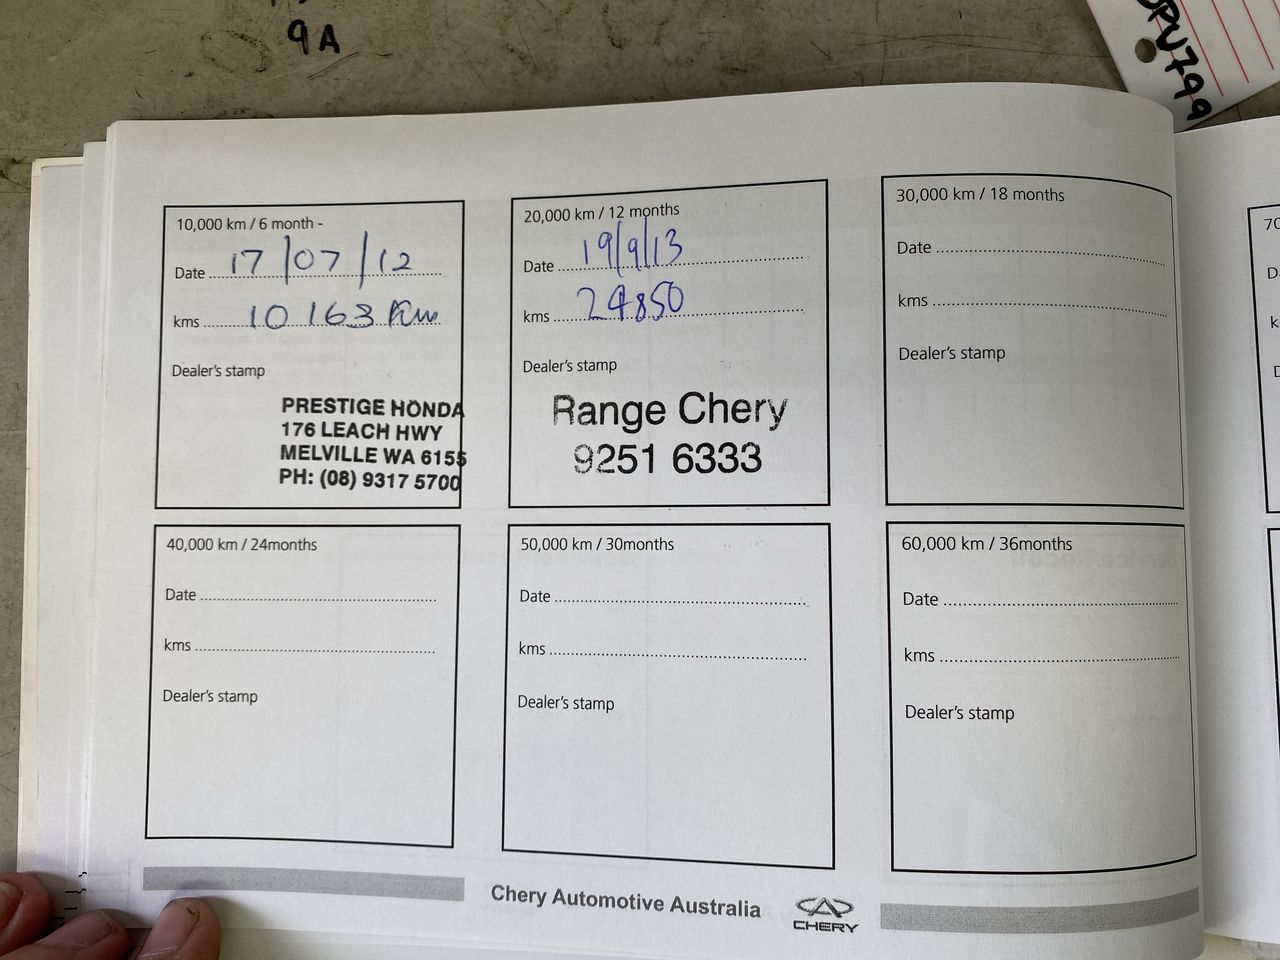 9A
DPV799
10,000 km / 6 month -
Date 17/07/12
kms 10 163 Km
Dealer's stamp
PRESTIGE HONDA
176 LEACH HWY
MELVILLE WA 6155
PH: (08) 9317 5700
20,000 km / 12 months
Date 19/9/13
kms 24850
Dealer's stamp
Range Chery
9251 6333
30,000 km / 18 months
Date
kms
Dealer's stamp
40,000 km / 24months
Date
kms
Dealer's stamp
50,000 km / 30months
Date
kms
Dealer's stamp
60,000 km / 36months
Date
kms
Dealer's stamp
Chery Automotive Australia
CHERY